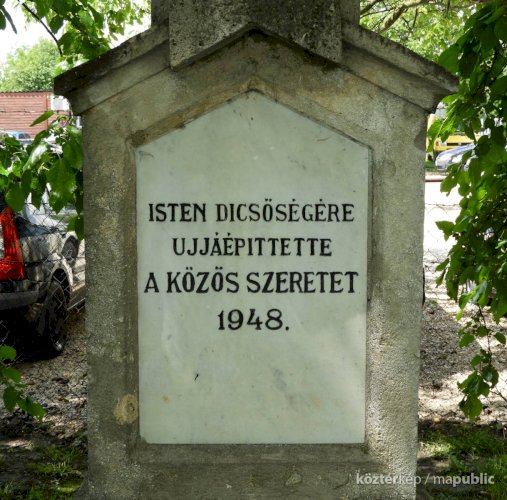 ISTEN DICSŐSÉGÉRE
UJJÁÉPITTETTE
A KÖZÖS SZERETET
1948.
köztérkép / mapublic